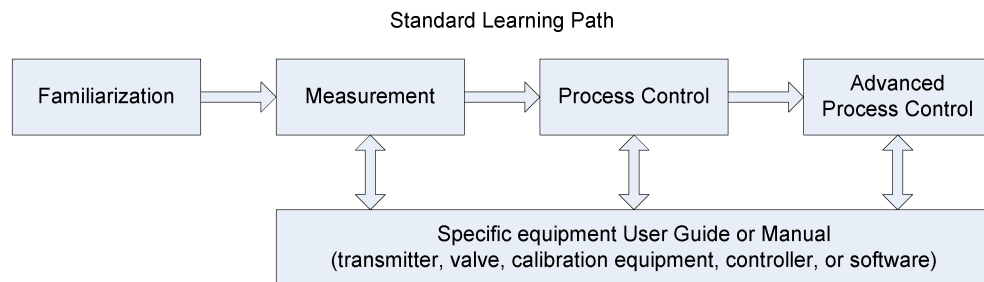 Standard Learning Path
Familiarization
Measurement
Process Control
Advanced
Process Control
Specific equipment User Guide or Manual
(transmitter, valve, calibration equipment, controller, or software)